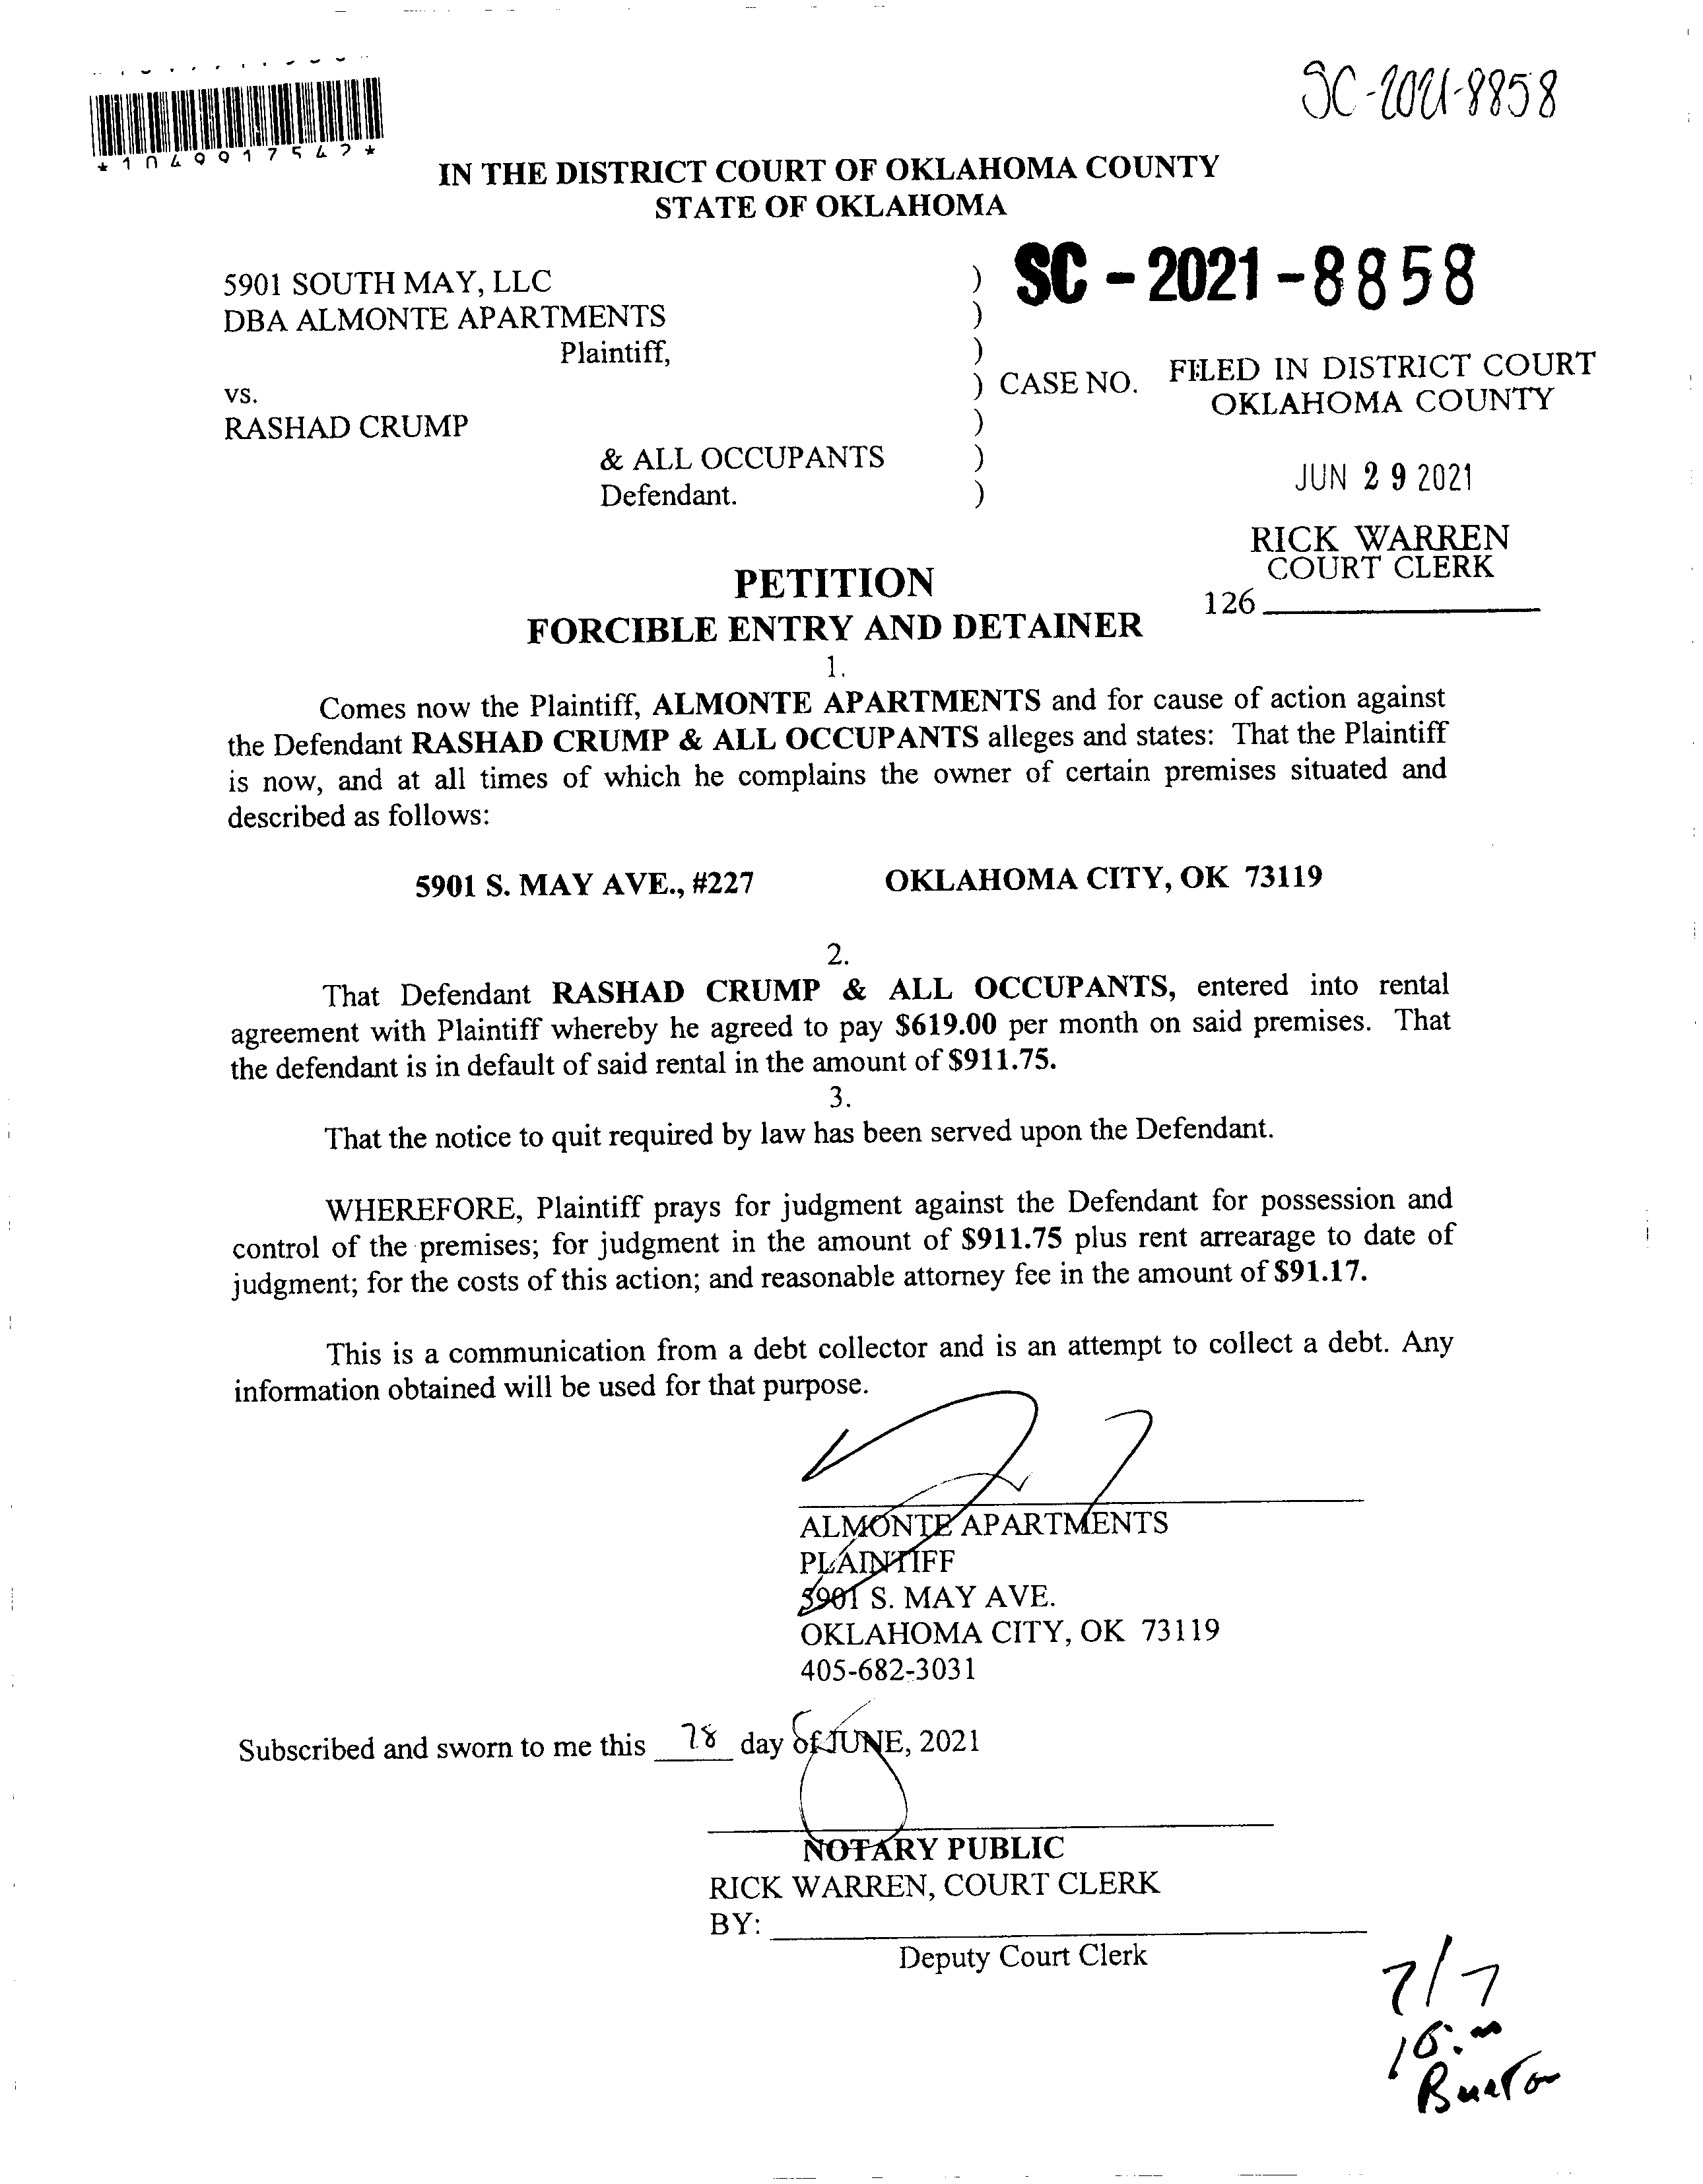 SC-2021-8858
*1049917542*
IN THE DISTRICT COURT OF OKLAHOMA COUNTY
STATE OF OKLAHOMA
5901 SOUTH MAY, LLC )
DBA ALMONTE APARTMENTS )
Plaintiff, )
vs. ) CASE NO.
RASHAD CRUMP )
& ALL OCCUPANTS )
Defendant. )
SC - 2021 - 8858
FILED IN DISTRICT COURT
OKLAHOMA COUNTY
JUN 29 2021
RICK WARREN
COURT CLERK
126
PETITION
FORCIBLE ENTRY AND DETAINER
1.
Comes now the Plaintiff, ALMONTE APARTMENTS and for cause of action against
the Defendant RASHAD CRUMP & ALL OCCUPANTS alleges and states: That the Plaintiff
is now, and at all times of which he complains the owner of certain premises situated and
described as follows:
5901 S. MAY AVE., #227 OKLAHOMA CITY, OK 73119
2.
That Defendant RASHAD CRUMP & ALL OCCUPANTS, entered into rental
agreement with Plaintiff whereby he agreed to pay $619.00 per month on said premises. That
the defendant is in default of said rental in the amount of $911.75.
3.
That the notice to quit required by law has been served upon the Defendant.
WHEREFORE, Plaintiff prays for judgment against the Defendant for possession and
control of the premises; for judgment in the amount of $911.75 plus rent arrearage to date of
judgment; for the costs of this action; and reasonable attorney fee in the amount of $91.17.
This is a communication from a debt collector and is an attempt to collect a debt. Any
information obtained will be used for that purpose.
ALMONTE APARTMENTS
PLAINTIFF
5901 S. MAY AVE.
OKLAHOMA CITY, OK 73119
405-682-3031
Subscribed and sworn to me this 28 day of JUNE, 2021
NOTARY PUBLIC
RICK WARREN, COURT CLERK
BY:
Deputy Court Clerk
7/7
Burton